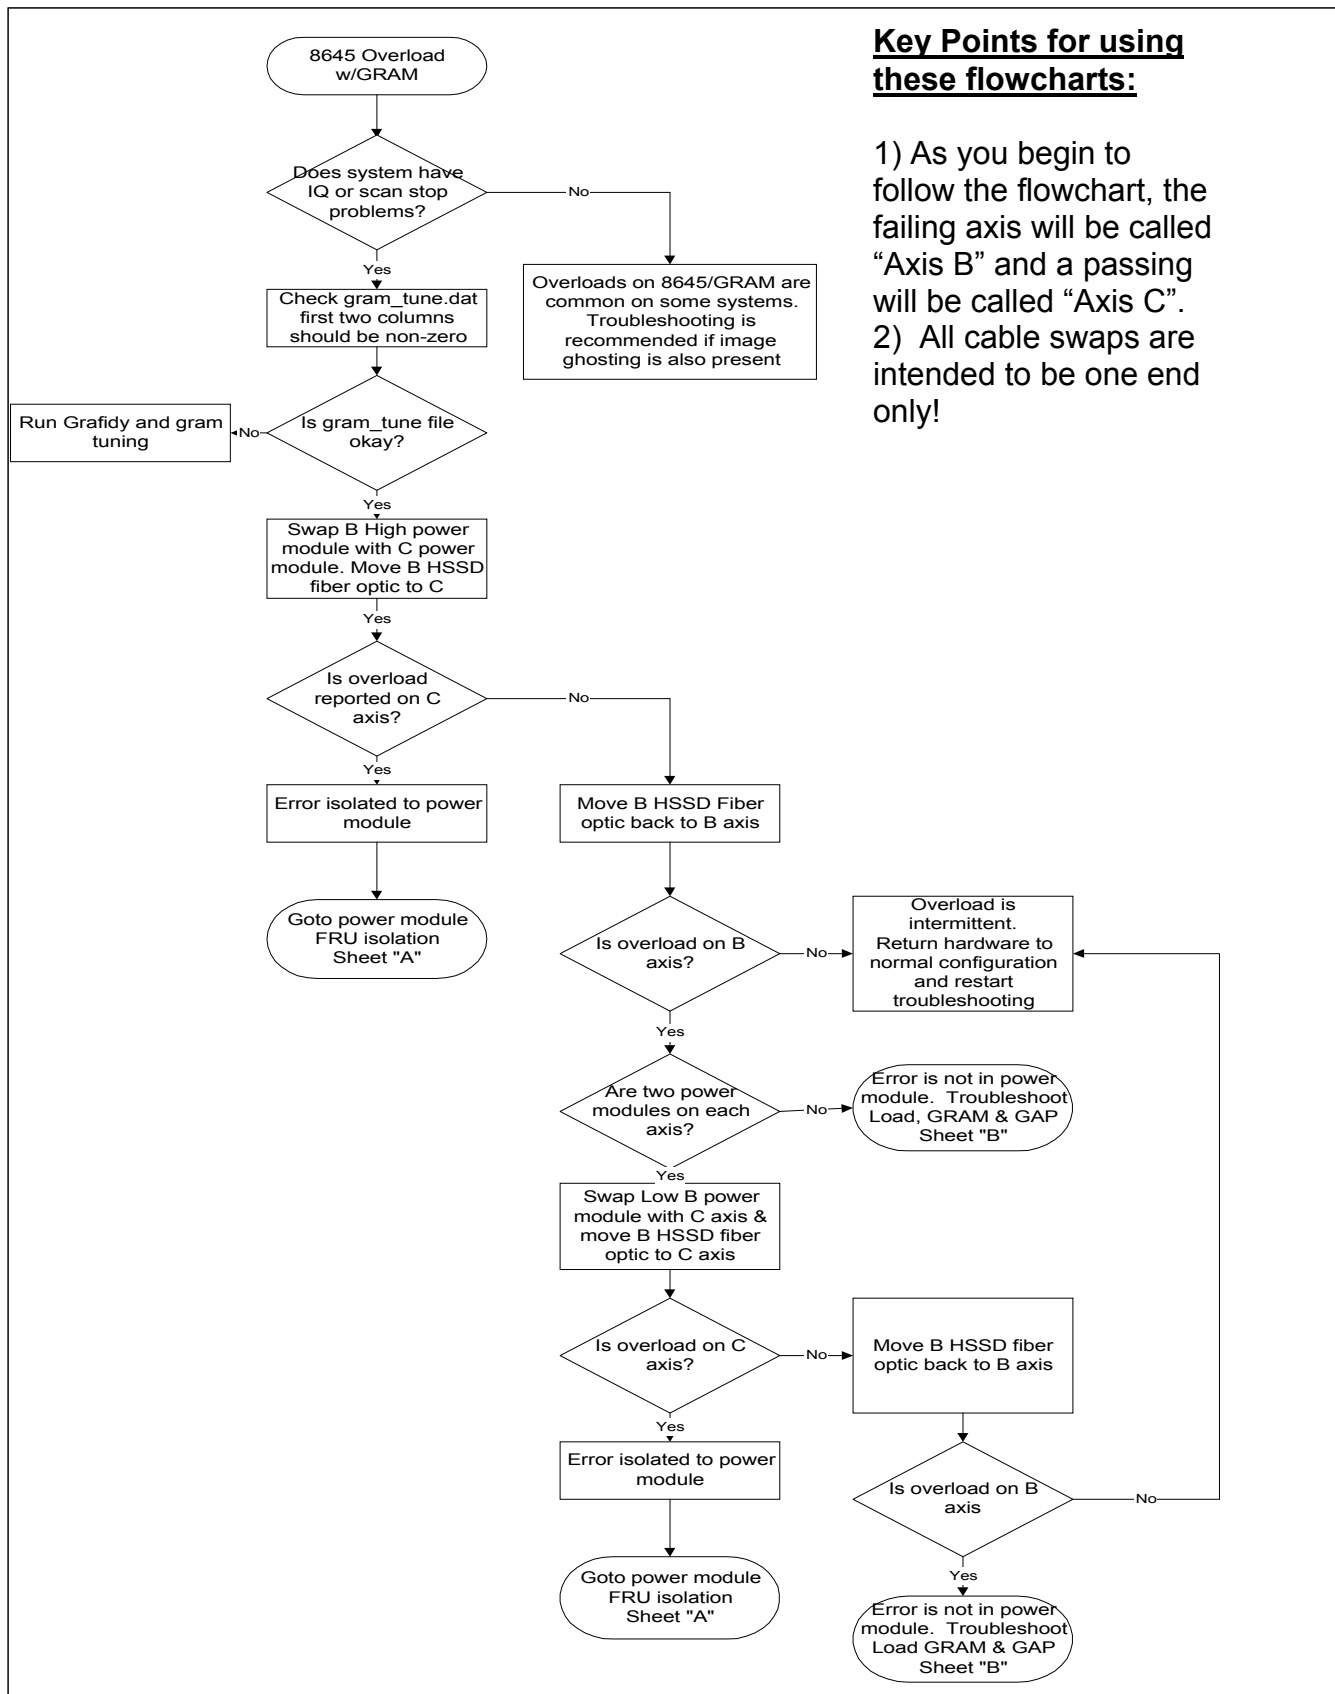 Key Points for using
these flowcharts:
1) As you begin to
follow the flowchart, the
failing axis will be called
“Axis B” and a passing
will be called “Axis C”.
2) All cable swaps are
intended to be one end
only!
8645 Overload
w/GRAM
Does system have
IQ or scan stop
problems?
No
Overloads on 8645/GRAM are
common on some systems.
Troubleshooting is
recommended if image
ghosting is also present
Yes
Check gram_tune.dat
first two columns
should be non-zero
Is gram_tune file
okay?
No
Run Grafidy and gram
tuning
Yes
Swap B High power
module with C power
module. Move B HSSD
fiber optic to C
Yes
Is overload
reported on C
axis?
No
Yes
Error isolated to power
module
Goto power module
FRU isolation
Sheet "A"
Move B HSSD Fiber
optic back to B axis
Is overload on B
axis?
No
Overload is
intermittent.
Return hardware to
normal configuration
and restart
troubleshooting
Yes
Are two power
modules on each
axis?
No
Error is not in power
module. Troubleshoot
Load, GRAM & GAP
Sheet "B"
Yes
Swap Low B power
module with C axis &
move B HSSD fiber
optic to C axis
Is overload on C
axis?
No
Move B HSSD fiber
optic back to B axis
Yes
Error isolated to power
module
Goto power module
FRU isolation
Sheet "A"
Is overload on B
axis
No
Yes
Error is not in power
module. Troubleshoot
Load GRAM & GAP
Sheet "B"